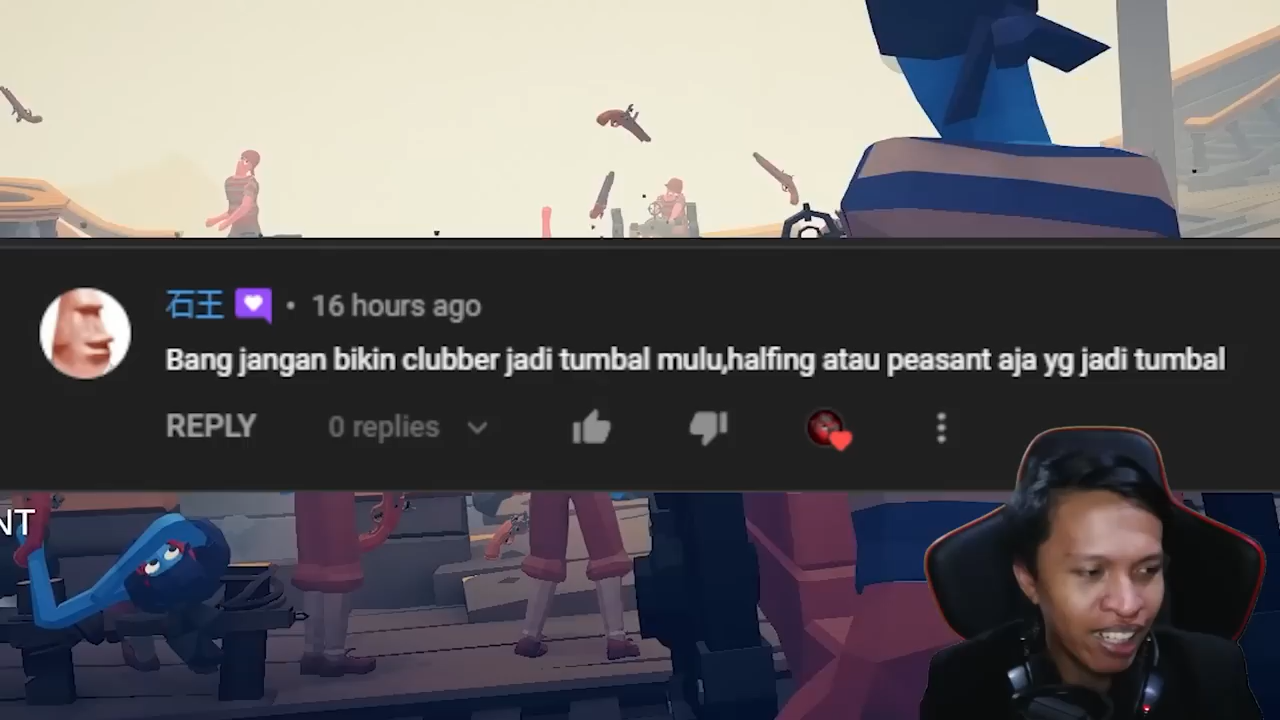 石王 • 16 hours ago
Bang jangan bikin clubber jadi tumbal mulu,halfing atau peasant aja yg jadi tumbal
REPLY 0 replies
NT